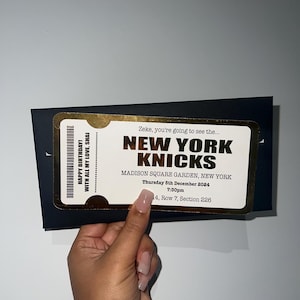 Zeke, you're going to see the...
NEW YORK
KNICKS
MADISON SQUARE GARDEN, NEW YORK
Thursday 5th December 2024
7:30pm
4, Row 7, Section 226
HAPPY BIRTHDAY!
WITH ALL MY LOVE, SHAI